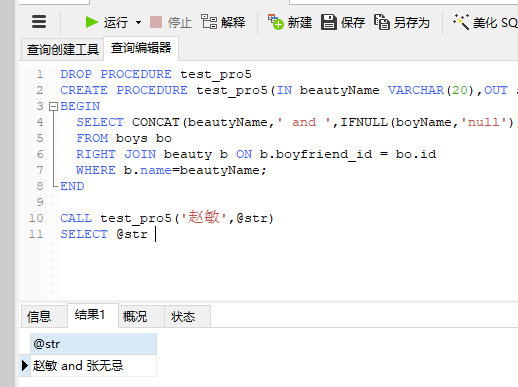 运行 停止 解释 新建 保存 另存为 美化 SQ
查询创建工具 查询编辑器
1 DROP PROCEDURE test_pro5
2 CREATE PROCEDURE test_pro5(IN beautyName VARCHAR(20),OUT
3 BEGIN
4 SELECT CONCAT(beautyName,' and ',IFNULL(boyName,'null')
5 FROM boys bo
6 RIGHT JOIN beauty b ON b.boyfriend_id = bo.id
7 WHERE b.name=beautyName;
8 END
9
10 CALL test_pro5('赵敏',@str)
11 SELECT @str
信息 结果1 概况 状态
@str
赵敏 and 张无忌